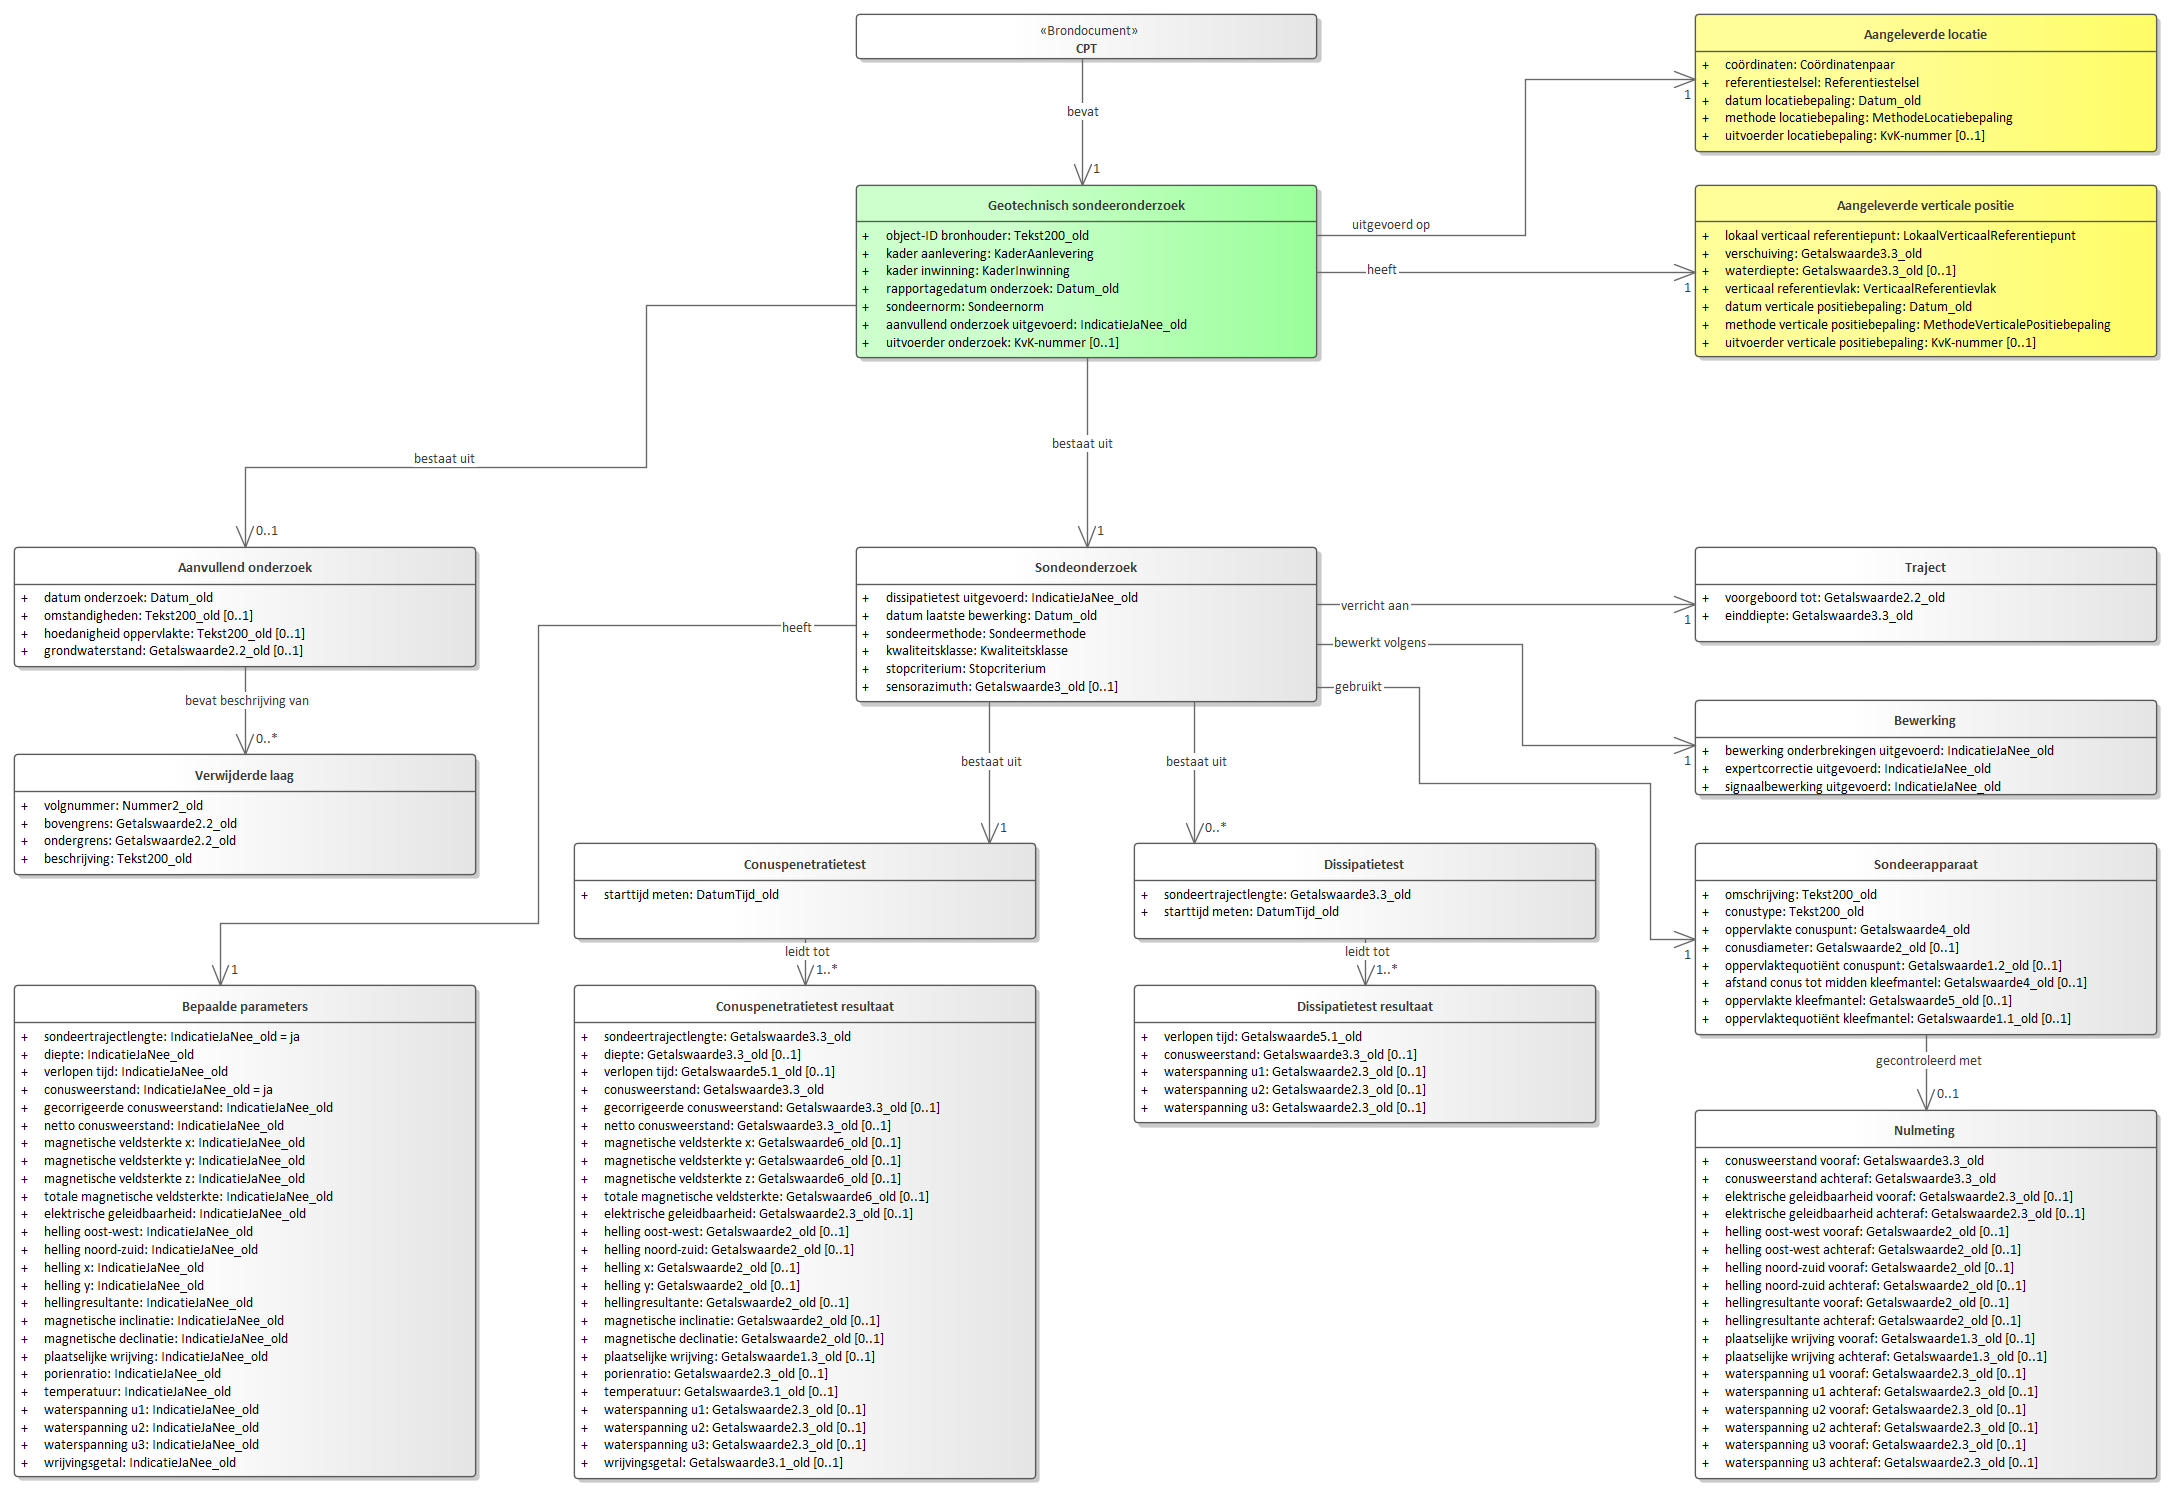 «Brondocument»
CPT
bevat
1
Geotechnisch sondeeronderzoek
+ object-ID bronhouder: Tekst200_old
+ kader aanlevering: KaderAanlevering
+ kader inwinning: KaderInwinning
+ rapportagedatum onderzoek: Datum_old
+ sondeernorm: Sondeernorm
+ aanvullend onderzoek uitgevoerd: IndicatieJaNee_old
+ uitvoerder onderzoek: KvK-nummer [0..1]
uitgevoerd op
1
Aangeleverde locatie
+ coördinaten: Coördinatenpaar
+ referentiestelsel: Referentiestelsel
+ datum locatiebepaling: Datum_old
+ methode locatiebepaling: MethodeLocatiebepaling
+ uitvoerder locatiebepaling: KvK-nummer [0..1]
heeft
1
Aangeleverde verticale positie
+ lokaal verticaal referentiepunt: LokaalVerticaalReferentiepunt
+ verschuiving: Getalswaarde3.3_old
+ waterdiepte: Getalswaarde3.3_old [0..1]
+ verticaal referentievlak: VerticaalReferentievlak
+ datum verticale positiebepaling: Datum_old
+ methode verticale positiebepaling: MethodeVerticalePositiebepaling
+ uitvoerder verticale positiebepaling: KvK-nummer [0..1]
bestaat uit
0..1
bestaat uit
1
Aanvullend onderzoek
+ datum onderzoek: Datum_old
+ omstandigheden: Tekst200_old [0..1]
+ hoedanigheid oppervlakte: Tekst200_old [0..1]
+ grondwaterstand: Getalswaarde2.2_old [0..1]
bevat beschrijving van
0..*
Verwijderde laag
+ volgnummer: Nummer2_old
+ bovengrens: Getalswaarde2.2_old
+ ondergrens: Getalswaarde2.2_old
+ beschrijving: Tekst200_old
Sondeonderzoek
+ dissipatietest uitgevoerd: IndicatieJaNee_old
+ datum laatste bewerking: Datum_old
+ sondeermethode: Sondeermethode
+ kwaliteitsklasse: Kwaliteitsklasse
+ stopcriterium: Stopcriterium
+ sensorazimuth: Getalswaarde3_old [0..1]
verricht aan
1
Traject
+ voorgeboord tot: Getalswaarde2.2_old
+ einddiepte: Getalswaarde3.3_old
bewerkt volgens
1
Bewerking
+ bewerking onderbrekingen uitgevoerd: IndicatieJaNee_old
+ expertcorrectie uitgevoerd: IndicatieJaNee_old
+ signaalbewerking uitgevoerd: IndicatieJaNee_old
gebruikt
1
Sondeerapparaat
+ omschrijving: Tekst200_old
+ conustype: Tekst200_old
+ oppervlakte conuspunt: Getalswaarde4_old
+ conusdiameter: Getalswaarde2_old [0..1]
+ oppervlaktequotiënt conuspunt: Getalswaarde1.2_old [0..1]
+ afstand conus tot midden kleefmantel: Getalswaarde4_old [0..1]
+ oppervlakte kleefmantel: Getalswaarde5_old [0..1]
+ oppervlaktequotiënt kleefmantel: Getalswaarde1.1_old [0..1]
gecontroleerd met
0..1
Nulmeting
+ conusweerstand vooraf: Getalswaarde3.3_old
+ conusweerstand achteraf: Getalswaarde3.3_old
+ elektrische geleidbaarheid vooraf: Getalswaarde2.3_old [0..1]
+ elektrische geleidbaarheid achteraf: Getalswaarde2.3_old [0..1]
+ helling oost-west vooraf: Getalswaarde2_old [0..1]
+ helling oost-west achteraf: Getalswaarde2_old [0..1]
+ helling noord-zuid vooraf: Getalswaarde2_old [0..1]
+ helling noord-zuid achteraf: Getalswaarde2_old [0..1]
+ hellingresultante vooraf: Getalswaarde2_old [0..1]
+ hellingresultante achteraf: Getalswaarde2_old [0..1]
+ plaatselijke wrijving vooraf: Getalswaarde1.3_old [0..1]
+ plaatselijke wrijving achteraf: Getalswaarde1.3_old [0..1]
+ waterspanning u1 vooraf: Getalswaarde2.3_old [0..1]
+ waterspanning u1 achteraf: Getalswaarde2.3_old [0..1]
+ waterspanning u2 vooraf: Getalswaarde2.3_old [0..1]
+ waterspanning u2 achteraf: Getalswaarde2.3_old [0..1]
+ waterspanning u3 vooraf: Getalswaarde2.3_old [0..1]
+ waterspanning u3 achteraf: Getalswaarde2.3_old [0..1]
heeft
1
Bepaalde parameters
+ sondeertrajectlengte: IndicatieJaNee_old = ja
+ diepte: IndicatieJaNee_old
+ verlopen tijd: IndicatieJaNee_old
+ conusweerstand: IndicatieJaNee_old = ja
+ gecorrigeerde conusweerstand: IndicatieJaNee_old
+ netto conusweerstand: IndicatieJaNee_old
+ magnetische veldsterkte x: IndicatieJaNee_old
+ magnetische veldsterkte y: IndicatieJaNee_old
+ magnetische veldsterkte z: IndicatieJaNee_old
+ totale magnetische veldsterkte: IndicatieJaNee_old
+ elektrische geleidbaarheid: IndicatieJaNee_old
+ helling oost-west: IndicatieJaNee_old
+ helling noord-zuid: IndicatieJaNee_old
+ helling x: IndicatieJaNee_old
+ helling y: IndicatieJaNee_old
+ hellingresultante: IndicatieJaNee_old
+ magnetische inclinatie: IndicatieJaNee_old
+ magnetische declinatie: IndicatieJaNee_old
+ plaatselijke wrijving: IndicatieJaNee_old
+ porienratio: IndicatieJaNee_old
+ temperatuur: IndicatieJaNee_old
+ waterspanning u1: IndicatieJaNee_old
+ waterspanning u2: IndicatieJaNee_old
+ waterspanning u3: IndicatieJaNee_old
+ wrijvingsgetal: IndicatieJaNee_old
bestaat uit
1
Conuspenetratietest
+ starttijd meten: DatumTijd_old
leidt tot
1..*
Conuspenetratietest resultaat
+ sondeertrajectlengte: Getalswaarde3.3_old
+ diepte: Getalswaarde3.3_old [0..1]
+ verlopen tijd: Getalswaarde5.1_old [0..1]
+ conusweerstand: Getalswaarde3.3_old
+ gecorrigeerde conusweerstand: Getalswaarde3.3_old [0..1]
+ netto conusweerstand: Getalswaarde3.3_old [0..1]
+ magnetische veldsterkte x: Getalswaarde6_old [0..1]
+ magnetische veldsterkte y: Getalswaarde6_old [0..1]
+ magnetische veldsterkte z: Getalswaarde6_old [0..1]
+ totale magnetische veldsterkte: Getalswaarde6_old [0..1]
+ elektrische geleidbaarheid: Getalswaarde2.3_old [0..1]
+ helling oost-west: Getalswaarde2_old [0..1]
+ helling noord-zuid: Getalswaarde2_old [0..1]
+ helling x: Getalswaarde2_old [0..1]
+ helling y: Getalswaarde2_old [0..1]
+ hellingresultante: Getalswaarde2_old [0..1]
+ magnetische inclinatie: Getalswaarde2_old [0..1]
+ magnetische declinatie: Getalswaarde2_old [0..1]
+ plaatselijke wrijving: Getalswaarde1.3_old [0..1]
+ porienratio: Getalswaarde2.3_old [0..1]
+ temperatuur: Getalswaarde3.1_old [0..1]
+ waterspanning u1: Getalswaarde2.3_old [0..1]
+ waterspanning u2: Getalswaarde2.3_old [0..1]
+ waterspanning u3: Getalswaarde2.3_old [0..1]
+ wrijvingsgetal: Getalswaarde3.1_old [0..1]
bestaat uit
0..*
Dissipatietest
+ sondeertrajectlengte: Getalswaarde3.3_old
+ starttijd meten: DatumTijd_old
leidt tot
1..*
Dissipatietest resultaat
+ verlopen tijd: Getalswaarde5.1_old
+ conusweerstand: Getalswaarde3.3_old [0..1]
+ waterspanning u1: Getalswaarde2.3_old [0..1]
+ waterspanning u2: Getalswaarde2.3_old [0..1]
+ waterspanning u3: Getalswaarde2.3_old [0..1]